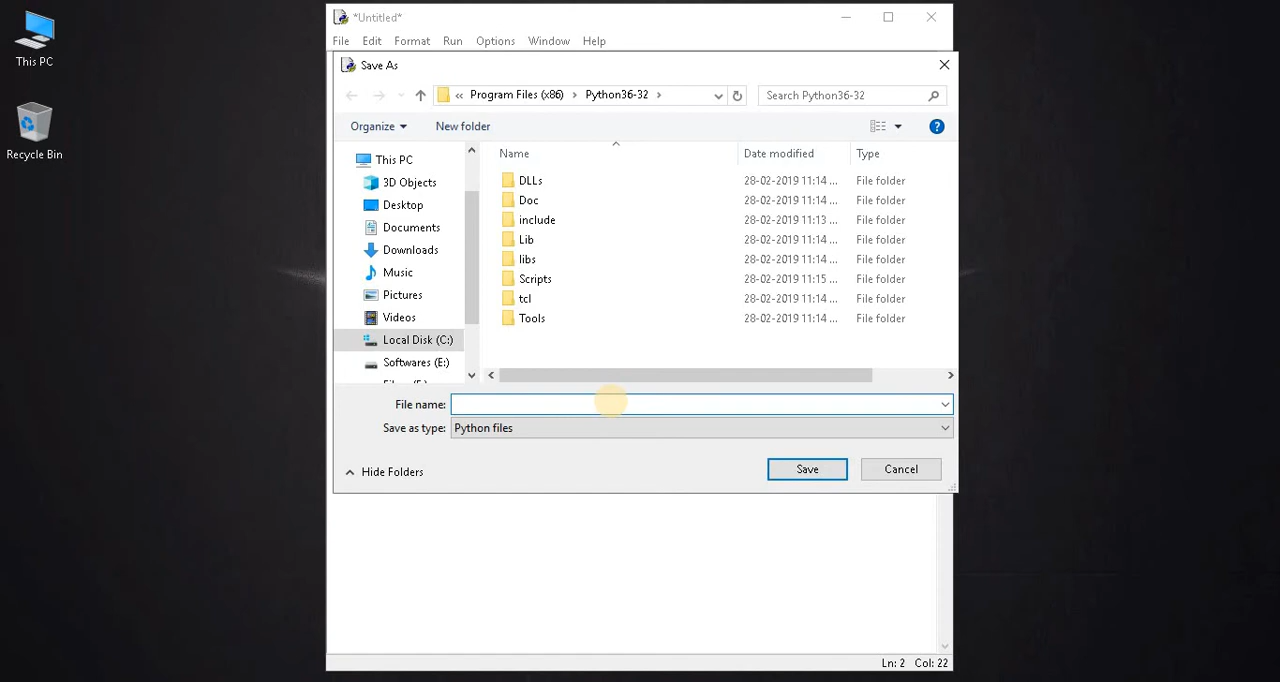 This PC
Recycle Bin
*Untitled*
File Edit Format Run Options Window Help
Save As
« Program Files (x86) › Python36-32 ›
Search Python36-32
Organize New folder
This PC
3D Objects
Desktop
Documents
Downloads
Music
Pictures
Videos
Local Disk (C:)
Softwares (E:)
Name Date modified Type
DLLs 28-02-2019 11:14 ... File folder
Doc 28-02-2019 11:14 ... File folder
include 28-02-2019 11:13 ... File folder
Lib 28-02-2019 11:14 ... File folder
libs 28-02-2019 11:14 ... File folder
Scripts 28-02-2019 11:15 ... File folder
tcl 28-02-2019 11:14 ... File folder
Tools 28-02-2019 11:14 ... File folder
File name:
Save as type: Python files
Hide Folders
Save Cancel
Ln: 2 Col: 22